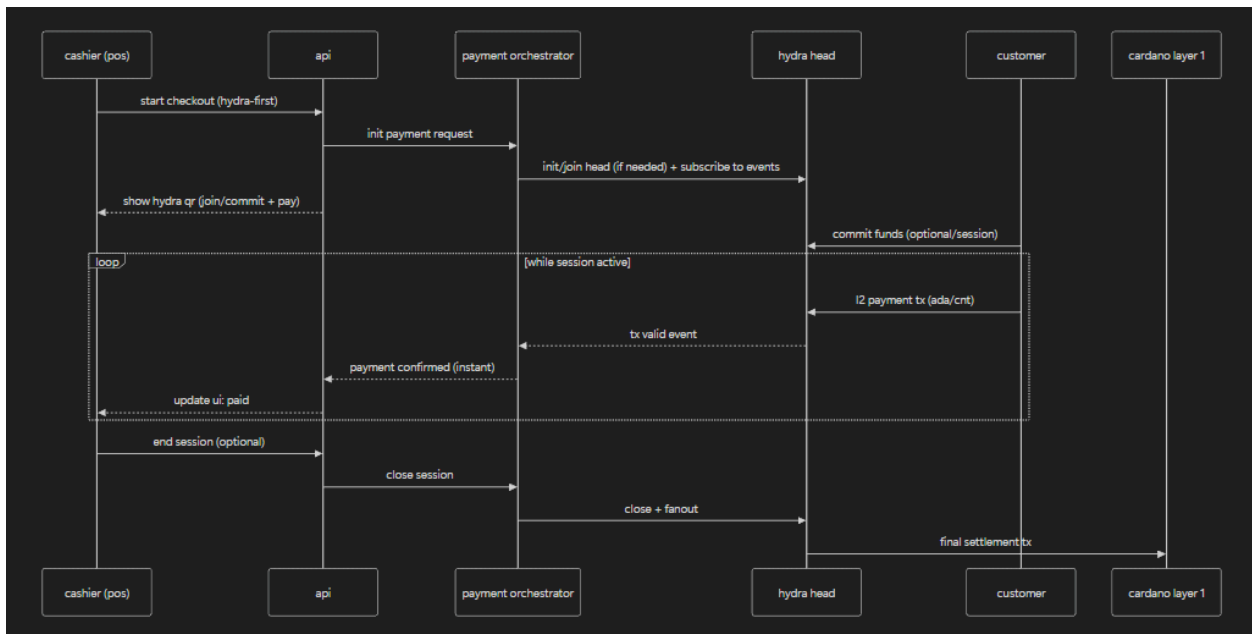 cashier (pos)
api
payment orchestrator
hydra head
customer
cardano layer 1
start checkout (hydra-first)
init payment request
init/join head (if needed) + subscribe to events
show hydra qr (join/commit + pay)
commit funds (optional/session)
loop
[while session active]
l2 payment tx (ada/cnt)
tx valid event
payment confirmed (instant)
update ui: paid
end session (optional)
close session
close + fanout
final settlement tx
cashier (pos)
api
payment orchestrator
hydra head
customer
cardano layer 1